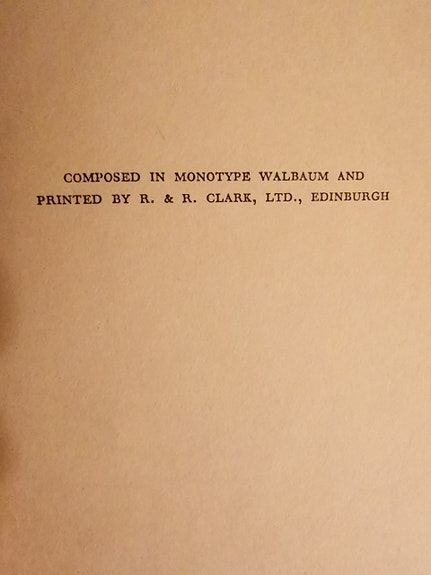 COMPOSED IN MONOTYPE WALBAUM AND
PRINTED BY R. & R. CLARK, LTD., EDINBURGH